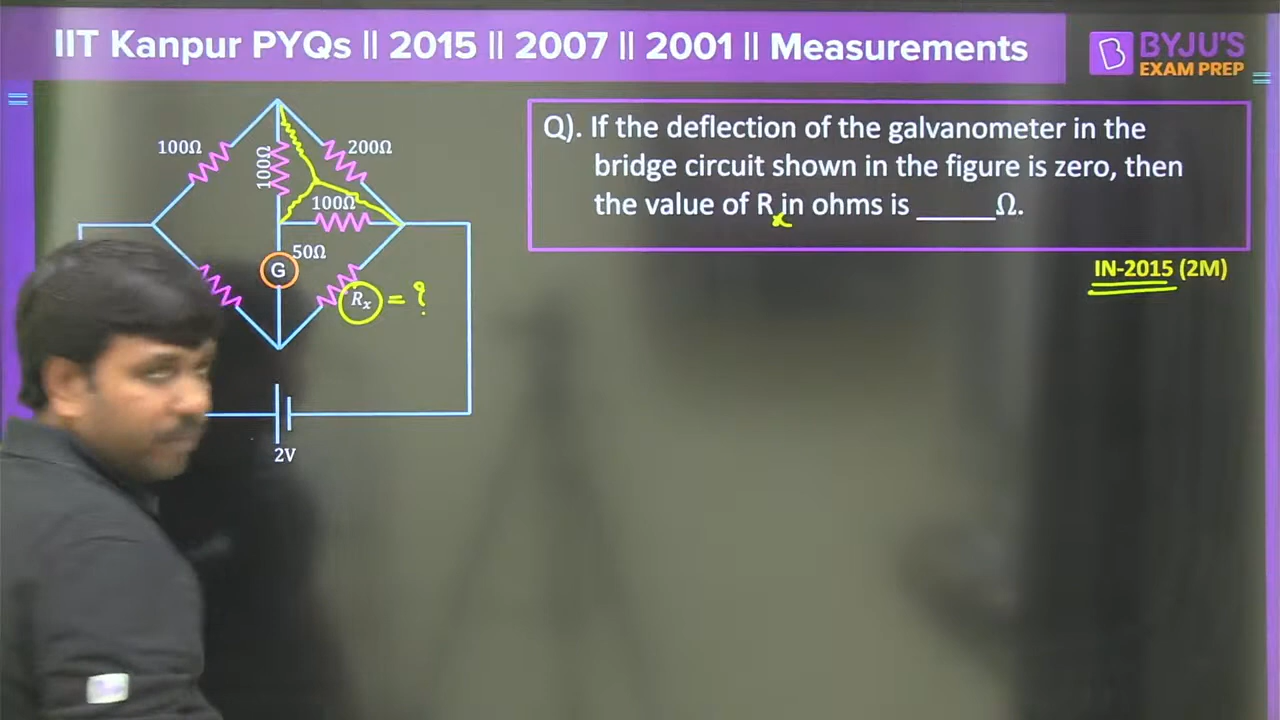 IIT Kanpur PYQs || 2015 || 2007 || 2001 || Measurements
BYJU'S
EXAM PREP
100Ω
100Ω
200Ω
100Ω
50Ω
G
Rx = ?
2V
Q). If the deflection of the galvanometer in the
bridge circuit shown in the figure is zero, then
the value of R x in ohms is ______Ω.
IN-2015 (2M)